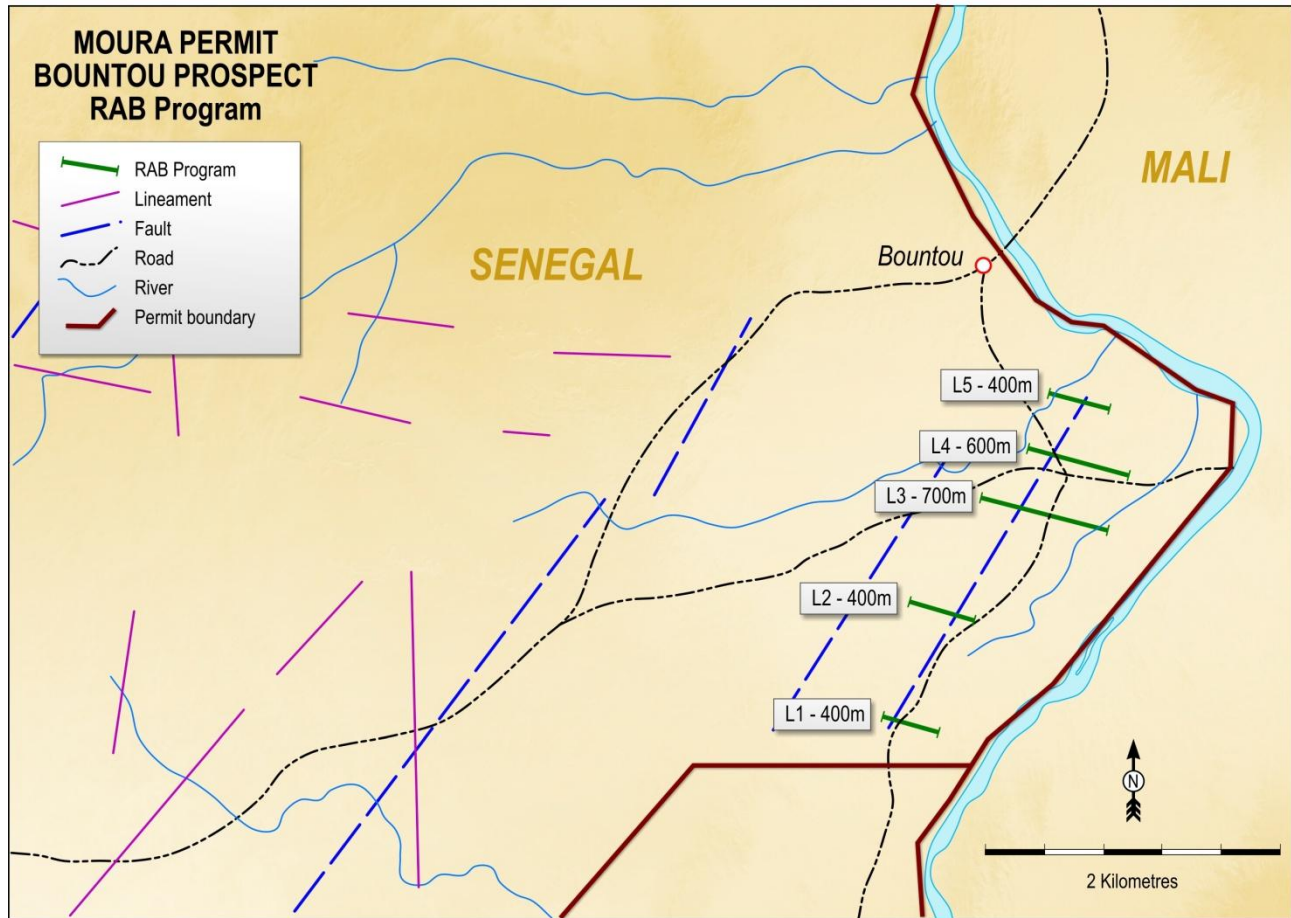 MOURA PERMIT
BOUNTOU PROSPECT
RAB Program
RAB Program
Lineament
Fault
Road
River
Permit boundary
MALI
SENEGAL
Bountou
L5 - 400m
L4 - 600m
L3 - 700m
L2 - 400m
L1 - 400m
N
2 Kilometres